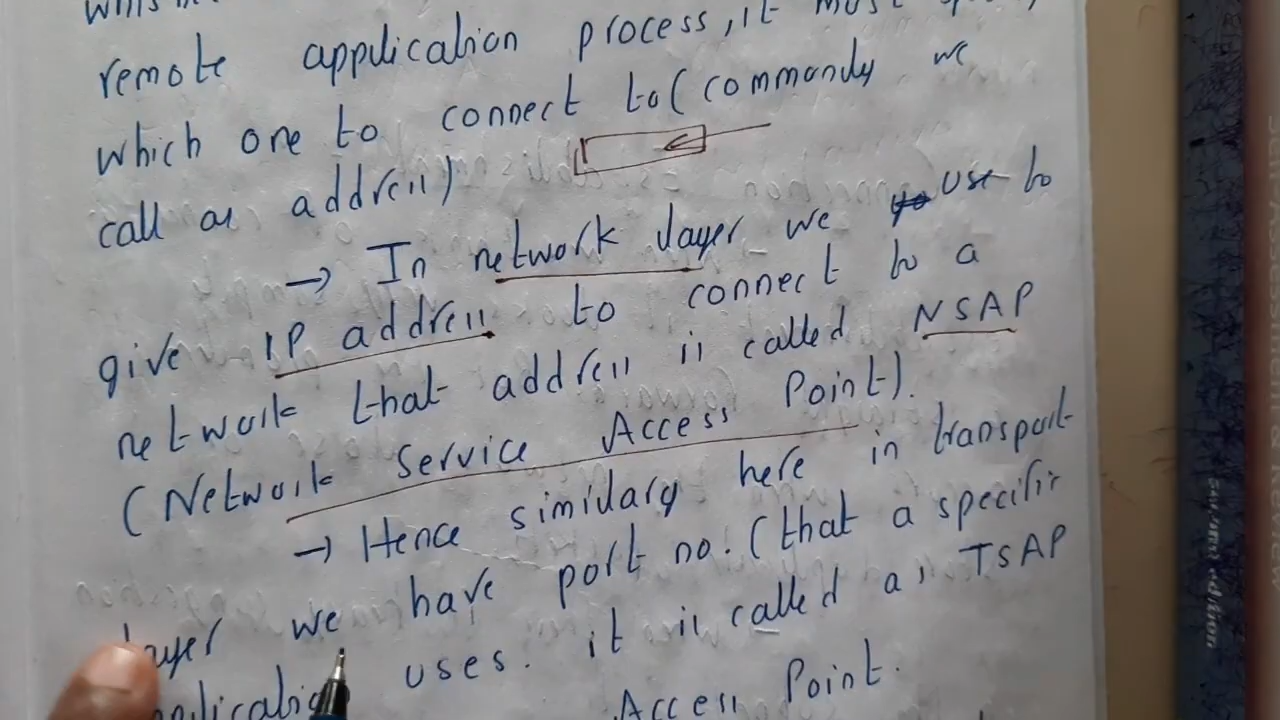 remote application process, it must
which one to connect to (commonly we
call as address)
→ In network layer we use to
give IP address to connect to a
network that address is called NSAP
(Network Service Access Point).
→ Hence similarly here in transport
layer we have port no. (that a specific
application uses. it is called as TSAP
Access Point.